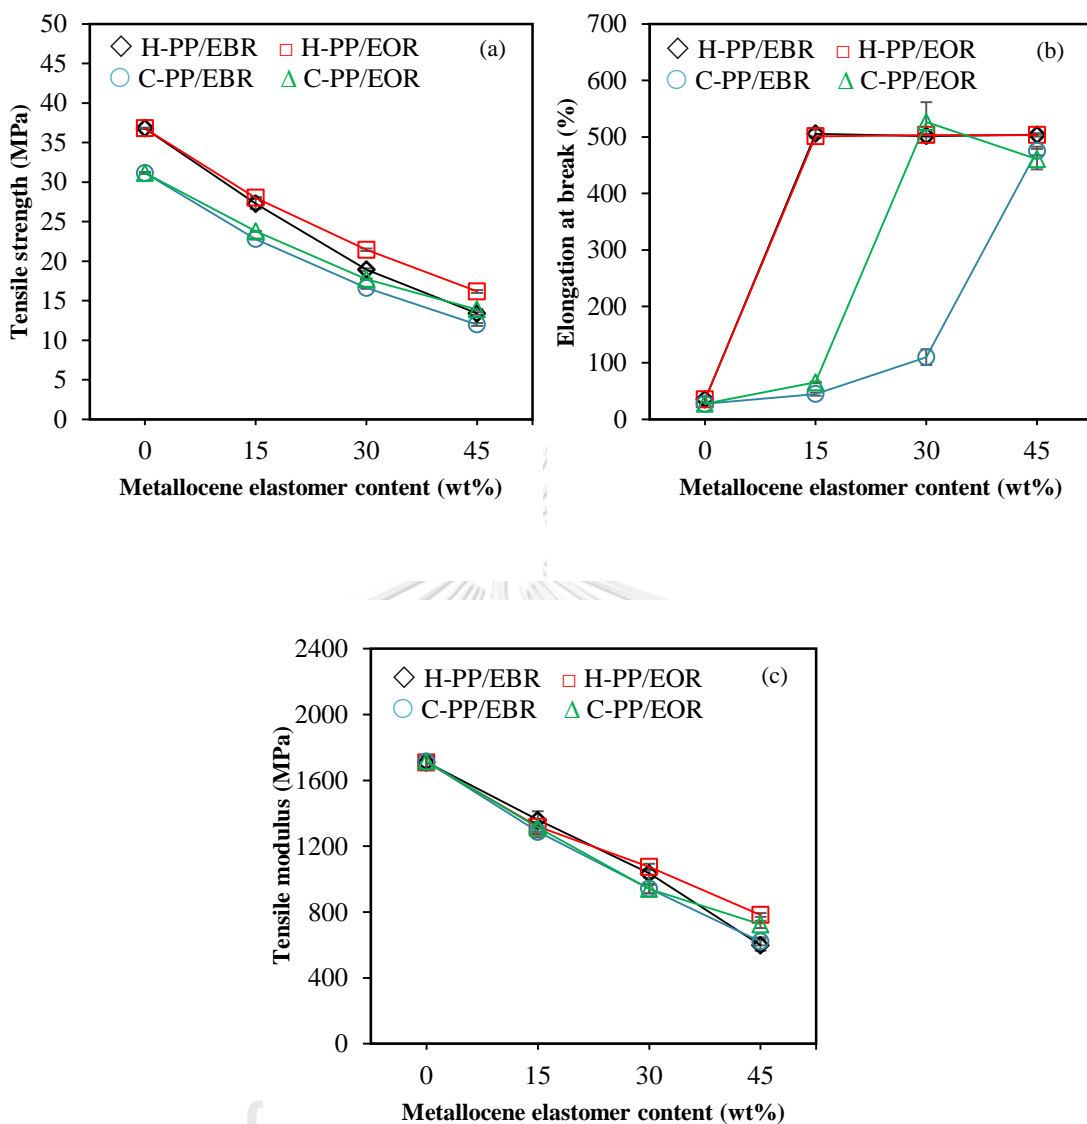 50
45
40
35
30
25
20
15
10
5
0
Tensile strength (MPa)
H-PP/EBR H-PP/EOR (a)
C-PP/EBR C-PP/EOR
0 15 30 45
Metallocene elastomer content (wt%)
700
600
500
400
300
200
100
0
Elongation at break (%)
H-PP/EBR H-PP/EOR (b)
C-PP/EBR C-PP/EOR
0 15 30 45
Metallocene elastomer content (wt%)
2400
2000
1600
1200
800
400
0
Tensile modulus (MPa)
H-PP/EBR H-PP/EOR (c)
C-PP/EBR C-PP/EOR
0 15 30 45
Metallocene elastomer content (wt%)